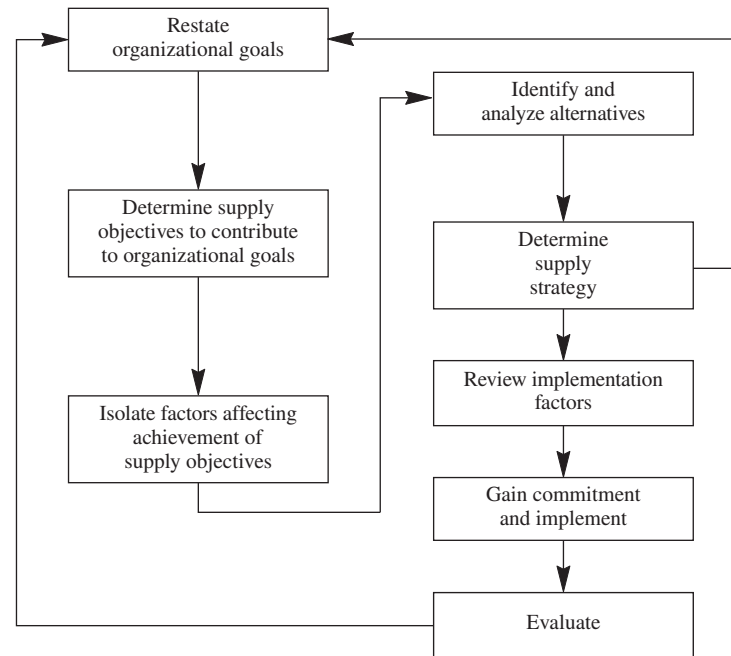 Restate
organizational goals
Determine supply
objectives to contribute
to organizational goals
Isolate factors affecting
achievement of
supply objectives
Identify and
analyze alternatives
Determine
supply
strategy
Review implementation
factors
Gain commitment
and implement
Evaluate